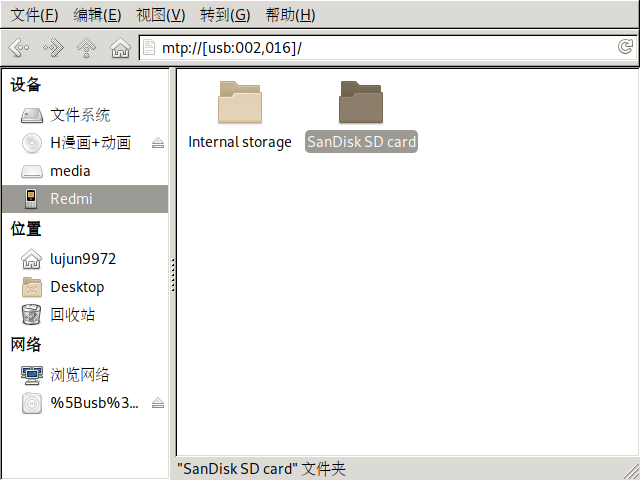 文件(F) 编辑(E) 视图(V) 转到(G) 帮助(H)
mtp://[usb:002,016]/
设备
文件系统
H漫画+动画
media
Redmi
位置
lujun9972
Desktop
回收站
网络
浏览网络
%5Busb%3...
Internal storage
SanDisk SD card
"SanDisk SD card" 文件夹